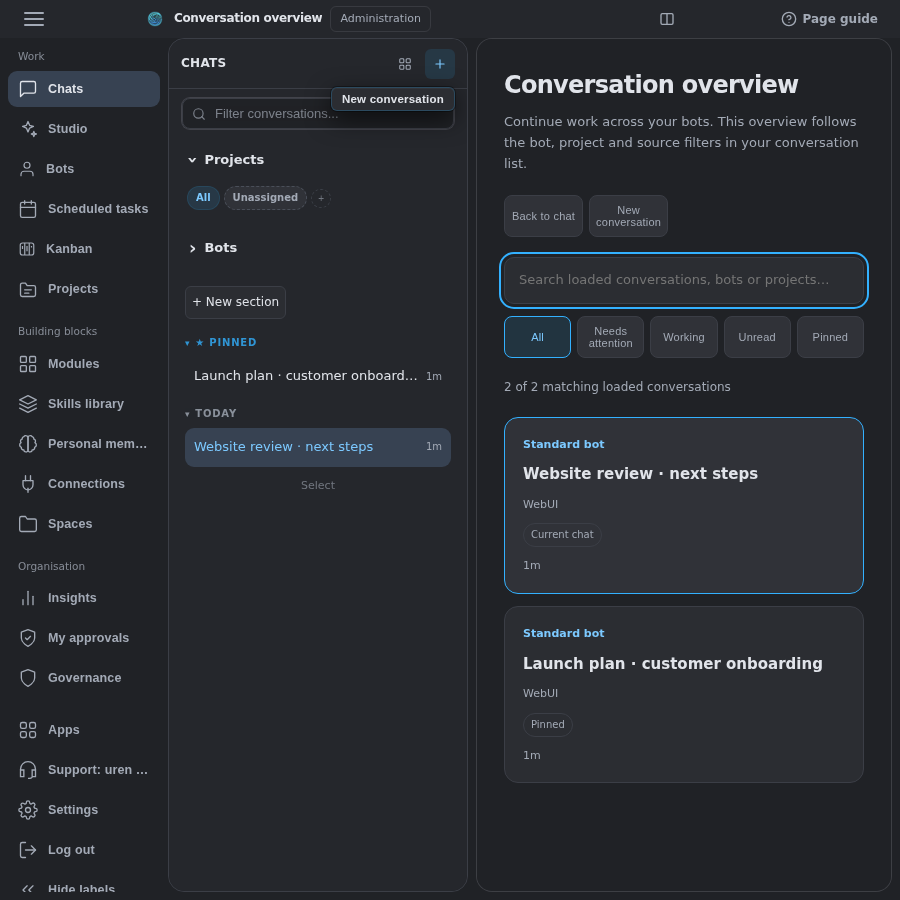 Conversation overview
Administration
Page guide
Work
Chats
Studio
Bots
Scheduled tasks
Kanban
Projects
Building blocks
Modules
Skills library
Personal mem…
Connections
Spaces
Organisation
Insights
My approvals
Governance
Apps
Support: uren …
Settings
Log out
Hide labels
CHATS
+
New conversation
Filter conversations...
Projects
All
Unassigned
+
Bots
+ New section
▾ ★ PINNED
Launch plan · customer onboard… 1m
▾ TODAY
Website review · next steps 1m
Select
Conversation overview
Continue work across your bots. This overview follows
the bot, project and source filters in your conversation
list.
Back to chat
New
conversation
Search loaded conversations, bots or projects…
All
Needs
attention
Working
Unread
Pinned
2 of 2 matching loaded conversations
Standard bot
Website review · next steps
WebUI
Current chat
1m
Standard bot
Launch plan · customer onboarding
WebUI
Pinned
1m